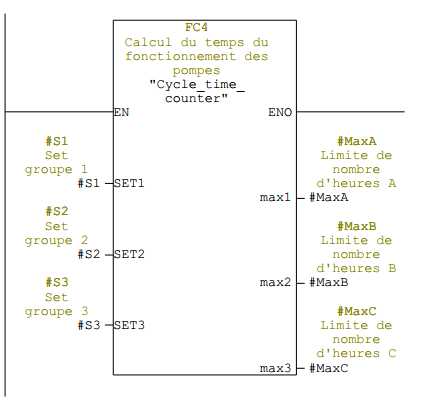 FC4
Calcul du temps du
fonctionnement des
pompes
"Cycle_time_
counter"
EN
ENO
#S1
Set
groupe 1
#S1
SET1
#MaxA
Limite de
nombre
d'heures A
max1
#MaxA
#S2
Set
groupe 2
#S2
SET2
#MaxB
Limite de
nombre
d'heures B
max2
#MaxB
#S3
Set
groupe 3
#S3
SET3
#MaxC
Limite de
nombre
d'heures C
max3
#MaxC